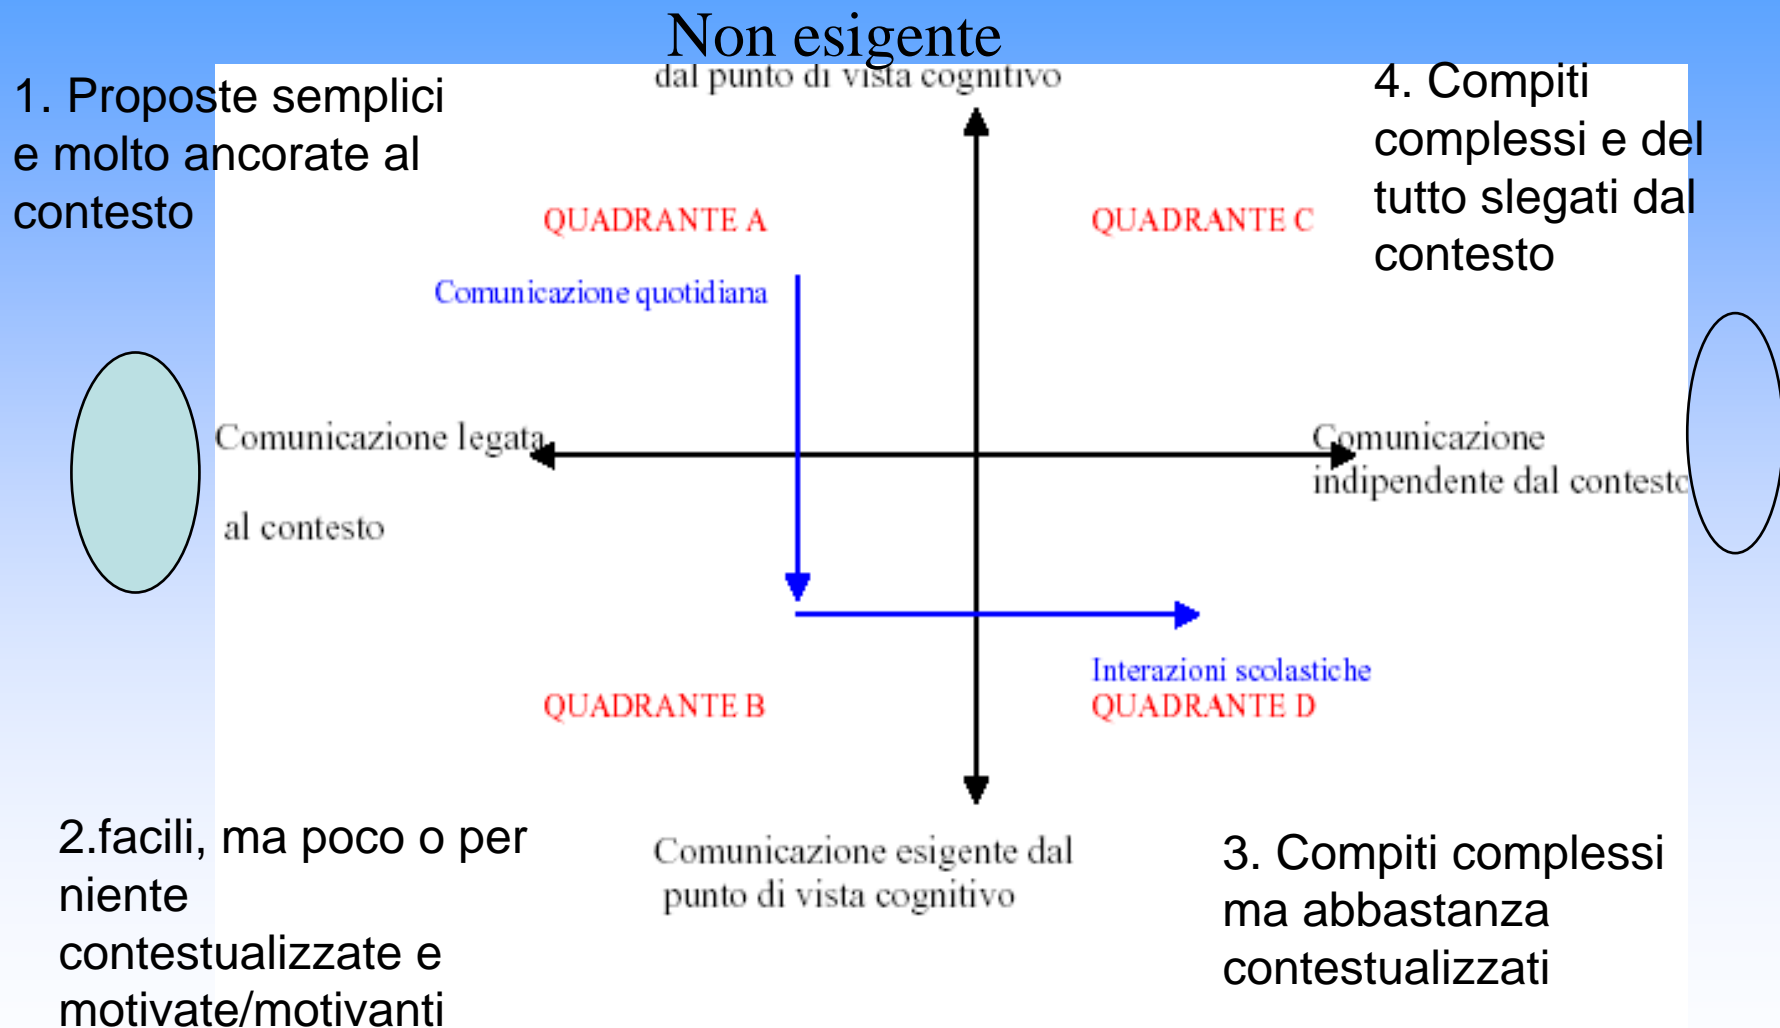 Non esigente
dal punto di vista cognitivo
1. Proposte semplici
e molto ancorate al
contesto
4. Compiti
complessi e del
tutto slegati dal
contesto
QUADRANTE A
QUADRANTE C
Comunicazione quotidiana
Comunicazione legata
al contesto
Comunicazione
indipendente dal contesto
Interazioni scolastiche
QUADRANTE B
QUADRANTE D
2.facili, ma poco o per
niente
contestualizzate e
motivate/motivanti
Comunicazione esigente dal
punto di vista cognitivo
3. Compiti complessi
ma abbastanza
contestualizzati